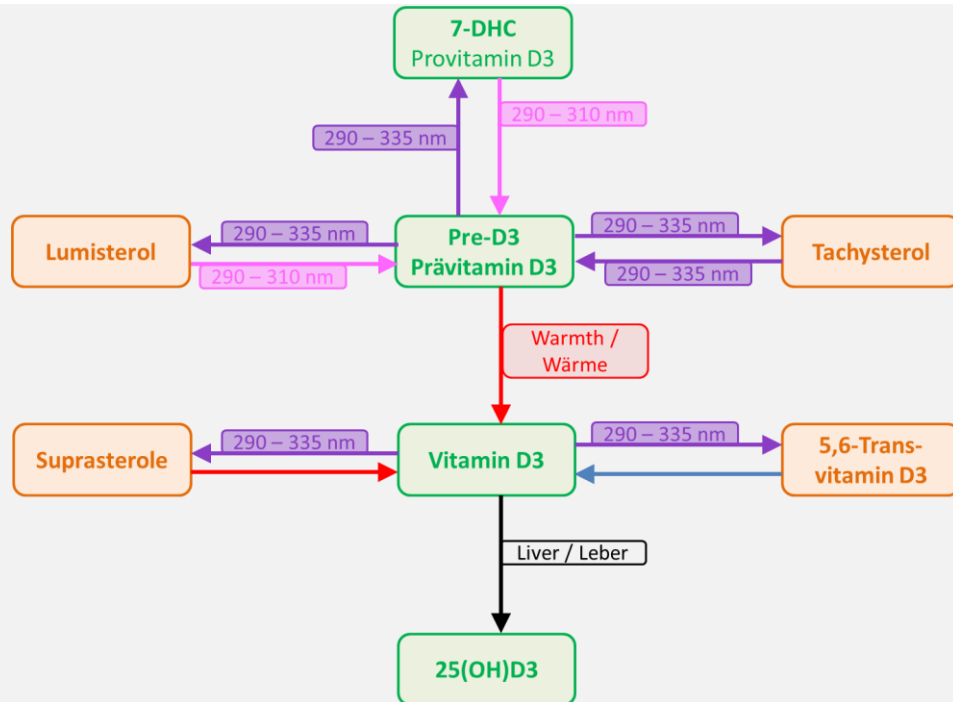 7-DHC
Provitamin D3
290 – 310 nm
290 – 335 nm
Lumisterol
290 – 335 nm
290 – 310 nm
Pre-D3
Prävitamin D3
290 – 335 nm
290 – 335 nm
Tachysterol
Warmth /
Wärme
Suprasterole
290 – 335 nm
Vitamin D3
290 – 335 nm
5,6-Trans-
vitamin D3
Liver / Leber
25(OH)D3